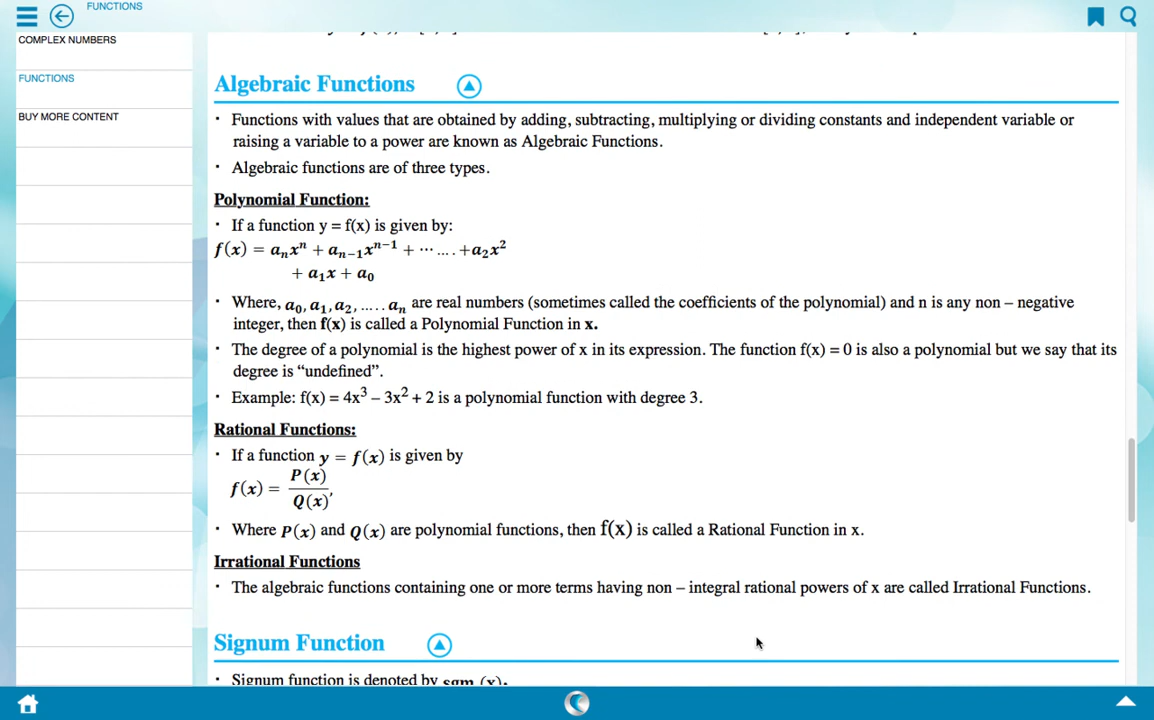 FUNCTIONS
COMPLEX NUMBERS
FUNCTIONS
BUY MORE CONTENT
Algebraic Functions
· Functions with values that are obtained by adding, subtracting, multiplying or dividing constants and independent variable or
raising a variable to a power are known as Algebraic Functions.
· Algebraic functions are of three types.
Polynomial Function:
· If a function y = f(x) is given by:
f(x) = aₙxⁿ + aₙ₋₁xⁿ⁻¹ + ⋯ … . +a₂x²
+ a₁x + a₀
· Where, a₀, a₁, a₂, … . . aₙ are real numbers (sometimes called the coefficients of the polynomial) and n is any non – negative
integer, then f(x) is called a Polynomial Function in x.
· The degree of a polynomial is the highest power of x in its expression. The function f(x) = 0 is also a polynomial but we say that its
degree is “undefined”.
· Example: f(x) = 4x³ – 3x² + 2 is a polynomial function with degree 3.
Rational Functions:
· If a function y = f(x) is given by
f(x) = P(x)/Q(x),
· Where P(x) and Q(x) are polynomial functions, then f(x) is called a Rational Function in x.
Irrational Functions
· The algebraic functions containing one or more terms having non – integral rational powers of x are called Irrational Functions.
Signum Function
· Signum function is denoted by sgm (x).